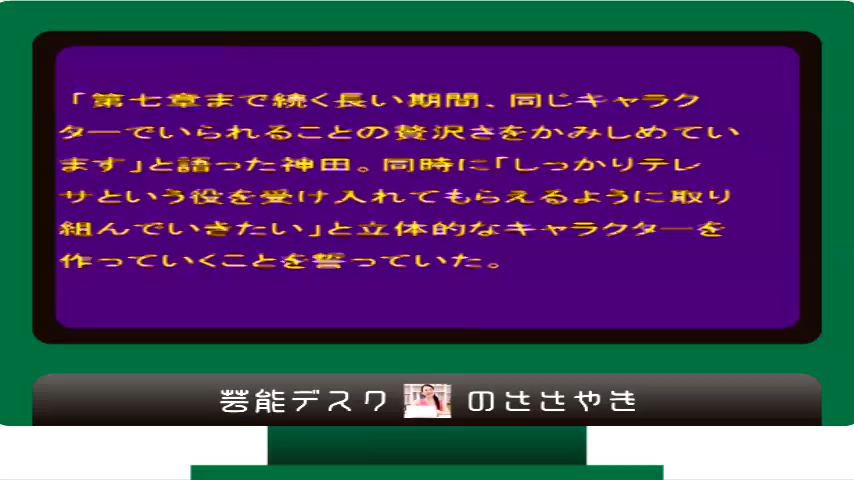 「第七章まで続く長い期間、同じキャラク
ターでいられることの贅沢さをかみしめてい
ます」と語った神田。同時に「しっかりテレ
サという役を受け入れてもらえるように取り
組んでいきたい」と立体的なキャラクターを
作っていくことを誓っていた。
芸能デスク のささやき